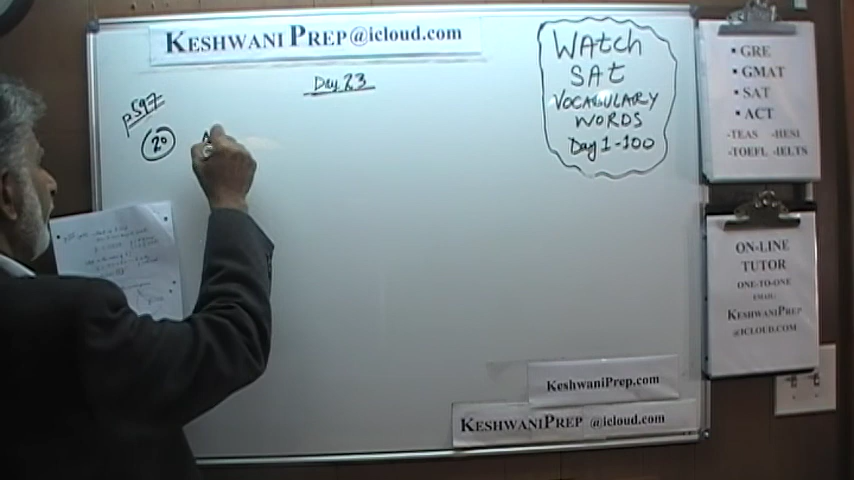 KESHWANI PREP@icloud.com
Day 23
p597
20
WAtch
SAt
VOCABULARY
WORDS
Day 1-100
▪ GRE
▪ GMAT
▪ SAT
▪ ACT
-TEAS -HESI
-TOEFL -IELTS
ON-LINE
TUTOR
ONE-TO-ONE
EMAIL:
KESHWANIPREP
@ICLOUD.COM
KeshwaniPrep.com
KESHWANIPREP @icloud.com